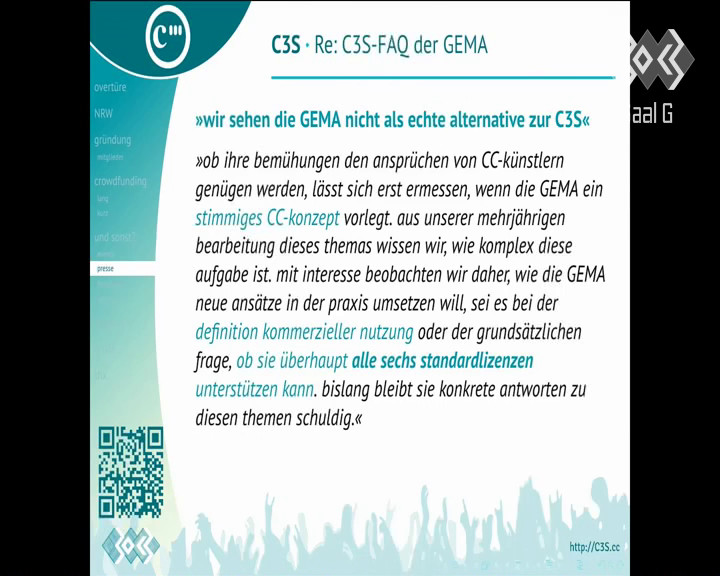 C3S · Re: C3S-FAQ der GEMA
aal G
overtüre
NRW
gründung
mitglieder
crowdfunding
lang
kurz
und sonst?
presse
»wir sehen die GEMA nicht als echte alternative zur C3S«
»ob ihre bemühungen den ansprüchen von CC-künstlern
genügen werden, lässt sich erst ermessen, wenn die GEMA ein
stimmiges CC-konzept vorlegt. aus unserer mehrjährigen
bearbeitung dieses themas wissen wir, wie komplex diese
aufgabe ist. mit interesse beobachten wir daher, wie die GEMA
neue ansätze in der praxis umsetzen will, sei es bei der
definition kommerzieller nutzung oder der grundsätzlichen
frage, ob sie überhaupt alle sechs standardlizenzen
unterstützen kann. bislang bleibt sie konkrete antworten zu
diesen themen schuldig.«
http://C3S.cc